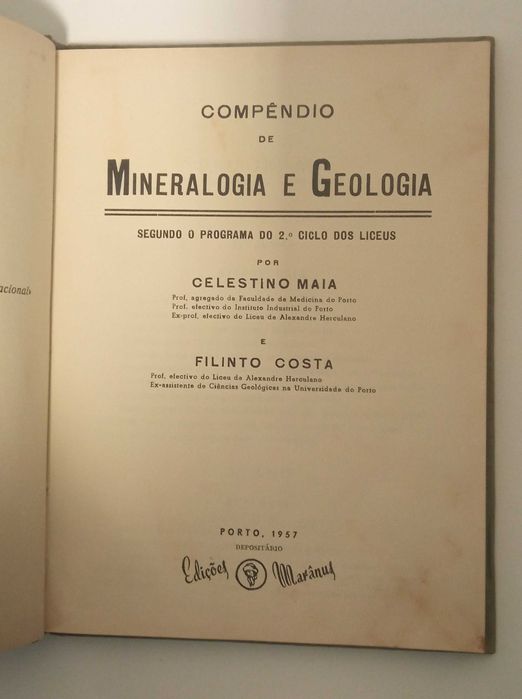 acional»
COMPÊNDIO
DE
MINERALOGIA E GEOLOGIA
SEGUNDO O PROGRAMA DO 2.º CICLO DOS LICEUS
POR
CELESTINO MAIA
Prof. agregado da Faculdade de Medicina do Porto
Prof. efectivo do Instituto Industrial do Porto
Ex-prof. efectivo do Liceu de Alexandre Herculano
E
FILINTO COSTA
Prof. efectivo do Liceu de Alexandre Herculano
Ex-assistente de Ciências Geológicas na Universidade do Porto
PORTO, 1957
DEPOSITÁRIO
Edições Marânus